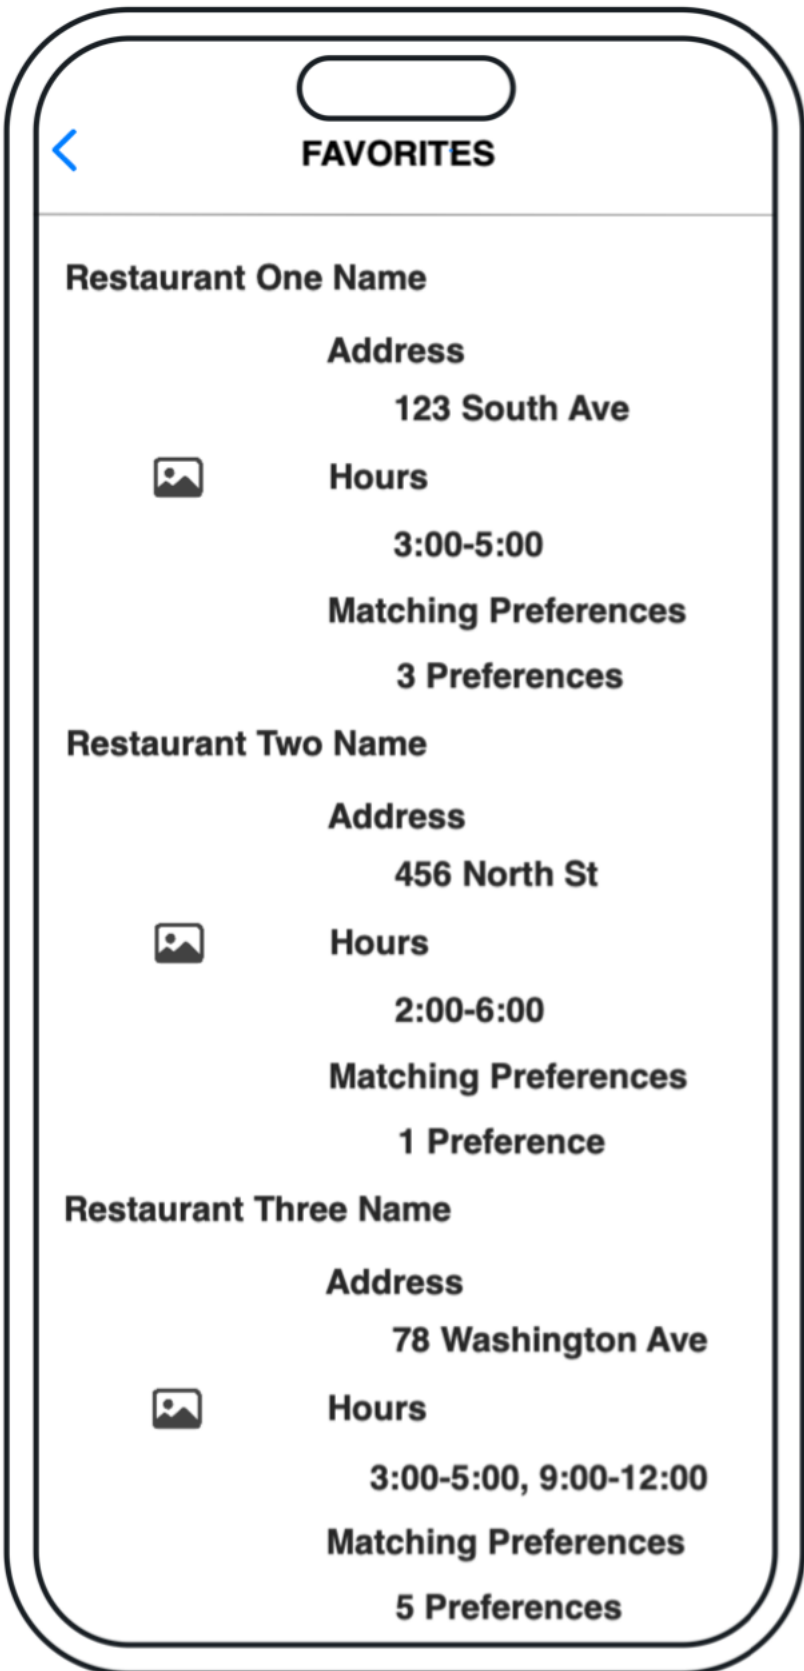 FAVORITES
Restaurant One Name
Address
123 South Ave
Hours
3:00-5:00
Matching Preferences
3 Preferences
Restaurant Two Name
Address
456 North St
Hours
2:00-6:00
Matching Preferences
1 Preference
Restaurant Three Name
Address
78 Washington Ave
Hours
3:00-5:00, 9:00-12:00
Matching Preferences
5 Preferences